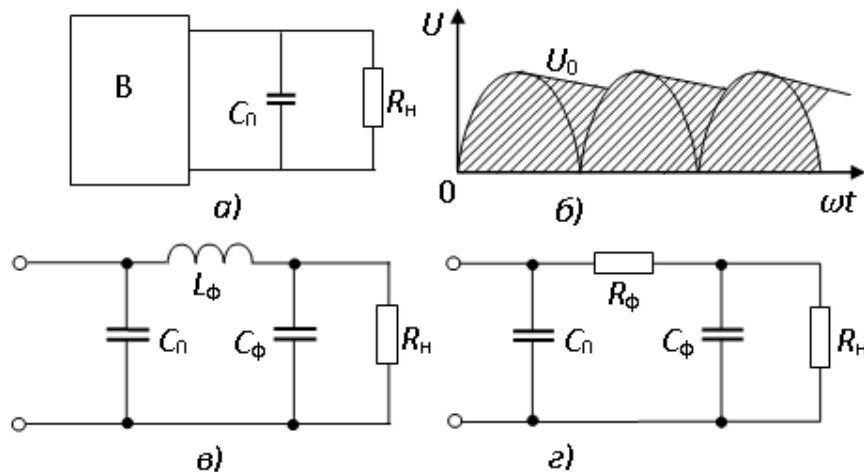 В
Cп
Rн
а)
U
U₀
0
ωt
б)
Lф
Cп
Cф
Rн
в)
Rф
Cп
Cф
Rн
г)